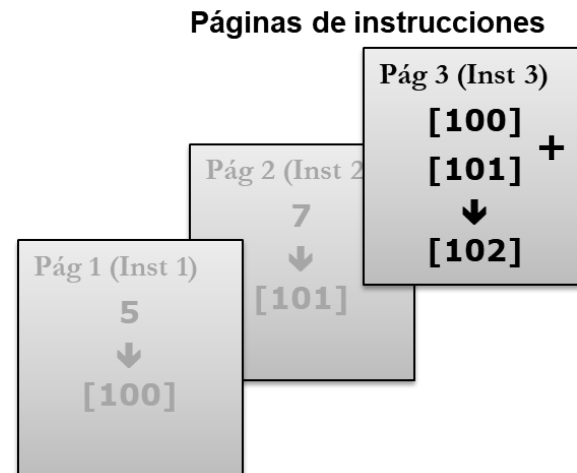 Páginas de instrucciones
Pág 1 (Inst 1)
5
🡫
[100]
Pág 2 (Inst 2
7
🡫
[101]
Pág 3 (Inst 3)
[100]
+
[101]
🡫
[102]